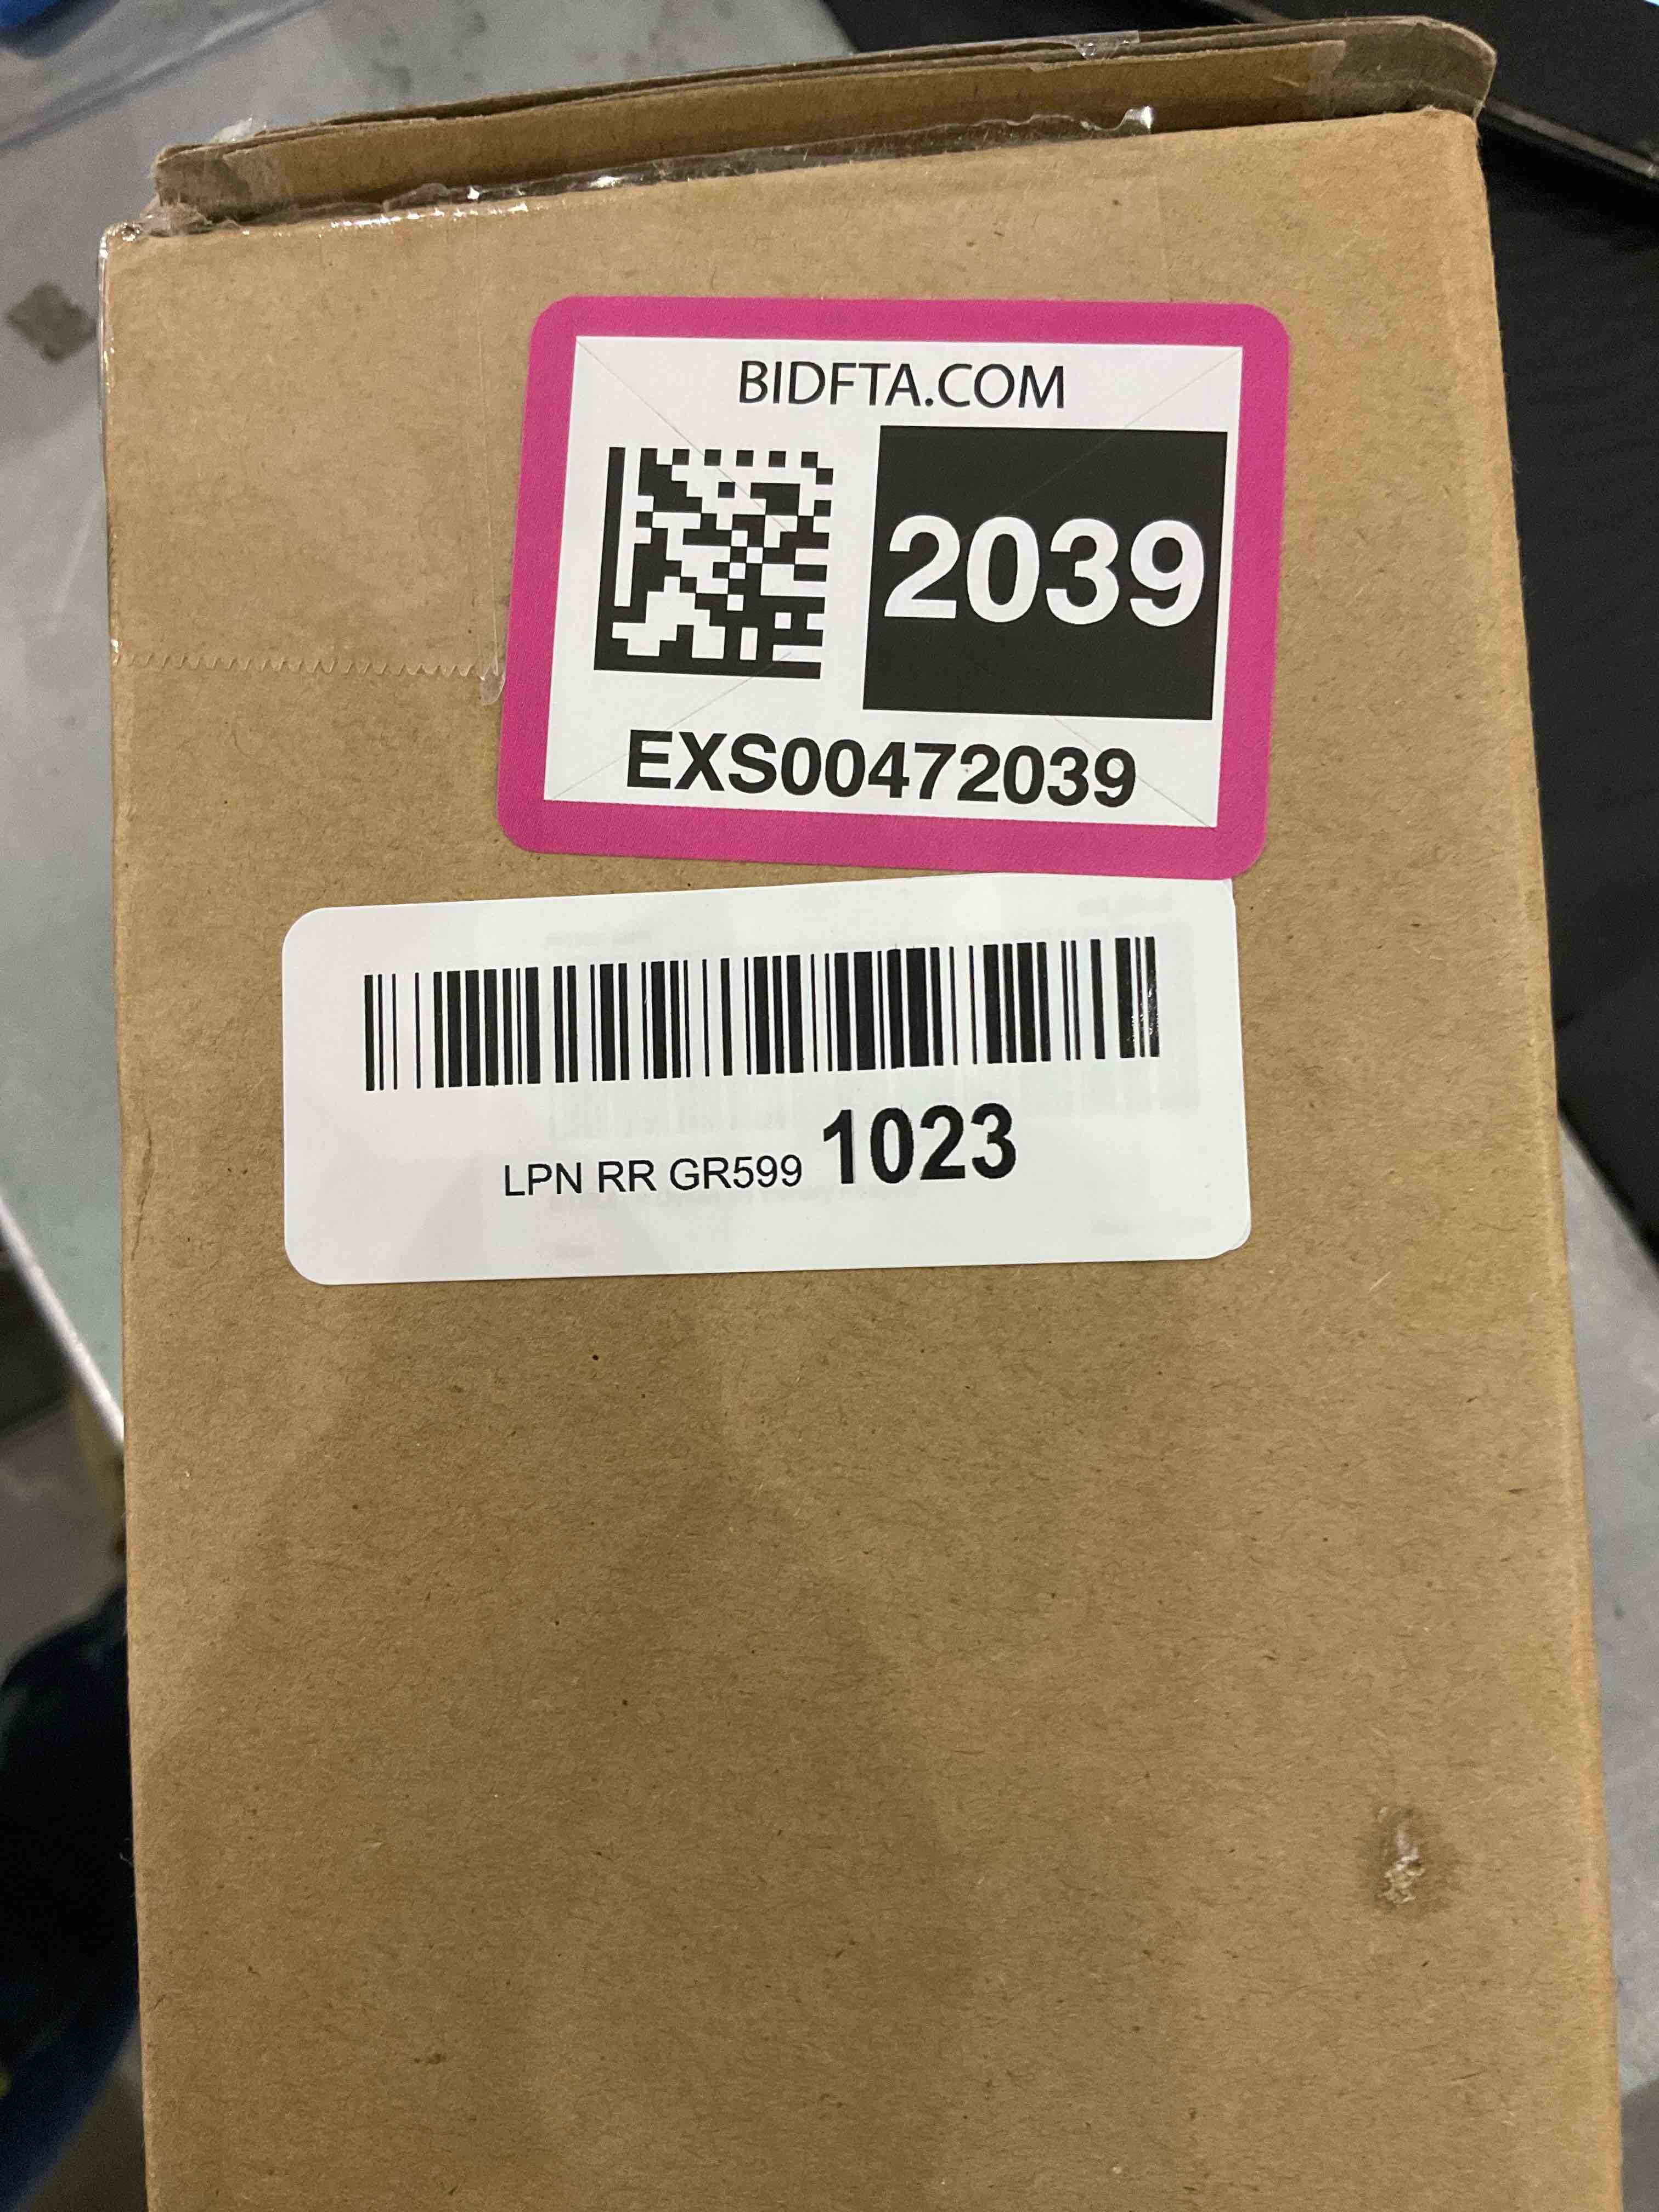 BIDFTA.COM
2039
EXS00472039
LPN RR GR599 1023